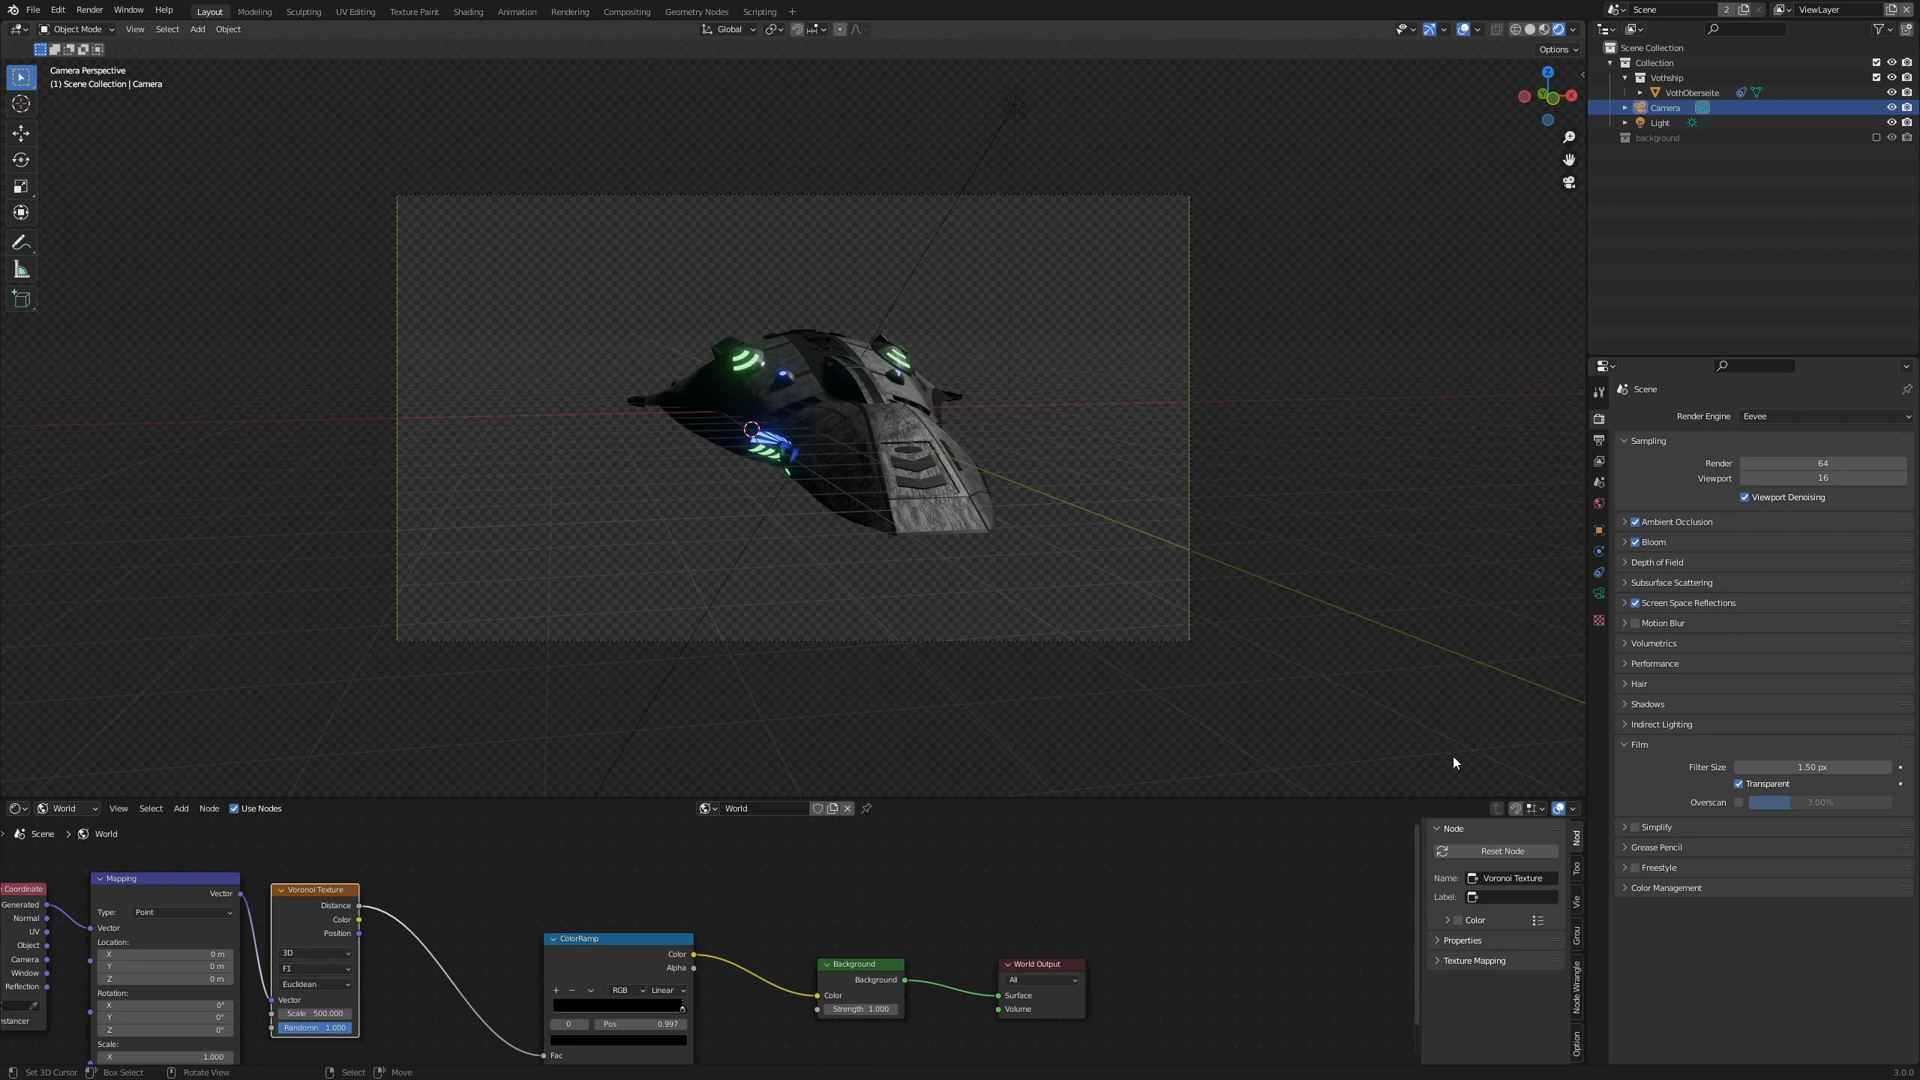 File Edit Render Window Help Layout Modeling Sculpting UV Editing Texture Paint Shading Animation Rendering Compositing Geometry Nodes Scripting + Scene 2 ViewLayer
Object Mode View Select Add Object Global
Options
Camera Perspective
(1) Scene Collection | Camera
Z
Y
X
Scene Collection
Collection
Vothship
VothOberseite
Camera
Light
background
Scene
Render Engine Eevee
Sampling
Render 64
Viewport 16
Viewport Denoising
Ambient Occlusion
Bloom
Depth of Field
Subsurface Scattering
Screen Space Reflections
Motion Blur
Volumetrics
Performance
Hair
Shadows
Indirect Lighting
Film
Filter Size 1.50 px
Transparent
Overscan 3.00%
Simplify
Grease Pencil
Freestyle
Color Management
World View Select Add Node Use Nodes World
Scene > World
Coordinate
Generated
Normal
UV
Object
Camera
Window
Reflection
nstancer
Mapping
Vector
Type: Point
Vector
Location:
X 0 m
Y 0 m
Z 0 m
Rotation:
X 0°
Y 0°
Z 0°
Scale:
X 1.000
Voronoi Texture
Distance
Color
Position
3D
F1
Euclidean
Vector
Scale 500.000
Randomn 1.000
ColorRamp
Color
Alpha
+ − RGB Linear
0 Pos 0.997
Fac
Background
Background
Color
Strength 1.000
World Output
All
Surface
Volume
Node
Reset Node
Name: Voronoi Texture
Label:
Color
Properties
Texture Mapping
Nod
Too
Vie
Grou
Node Wrangle
Option
Set 3D Cursor Box Select Rotate View Select Move 3.0.0